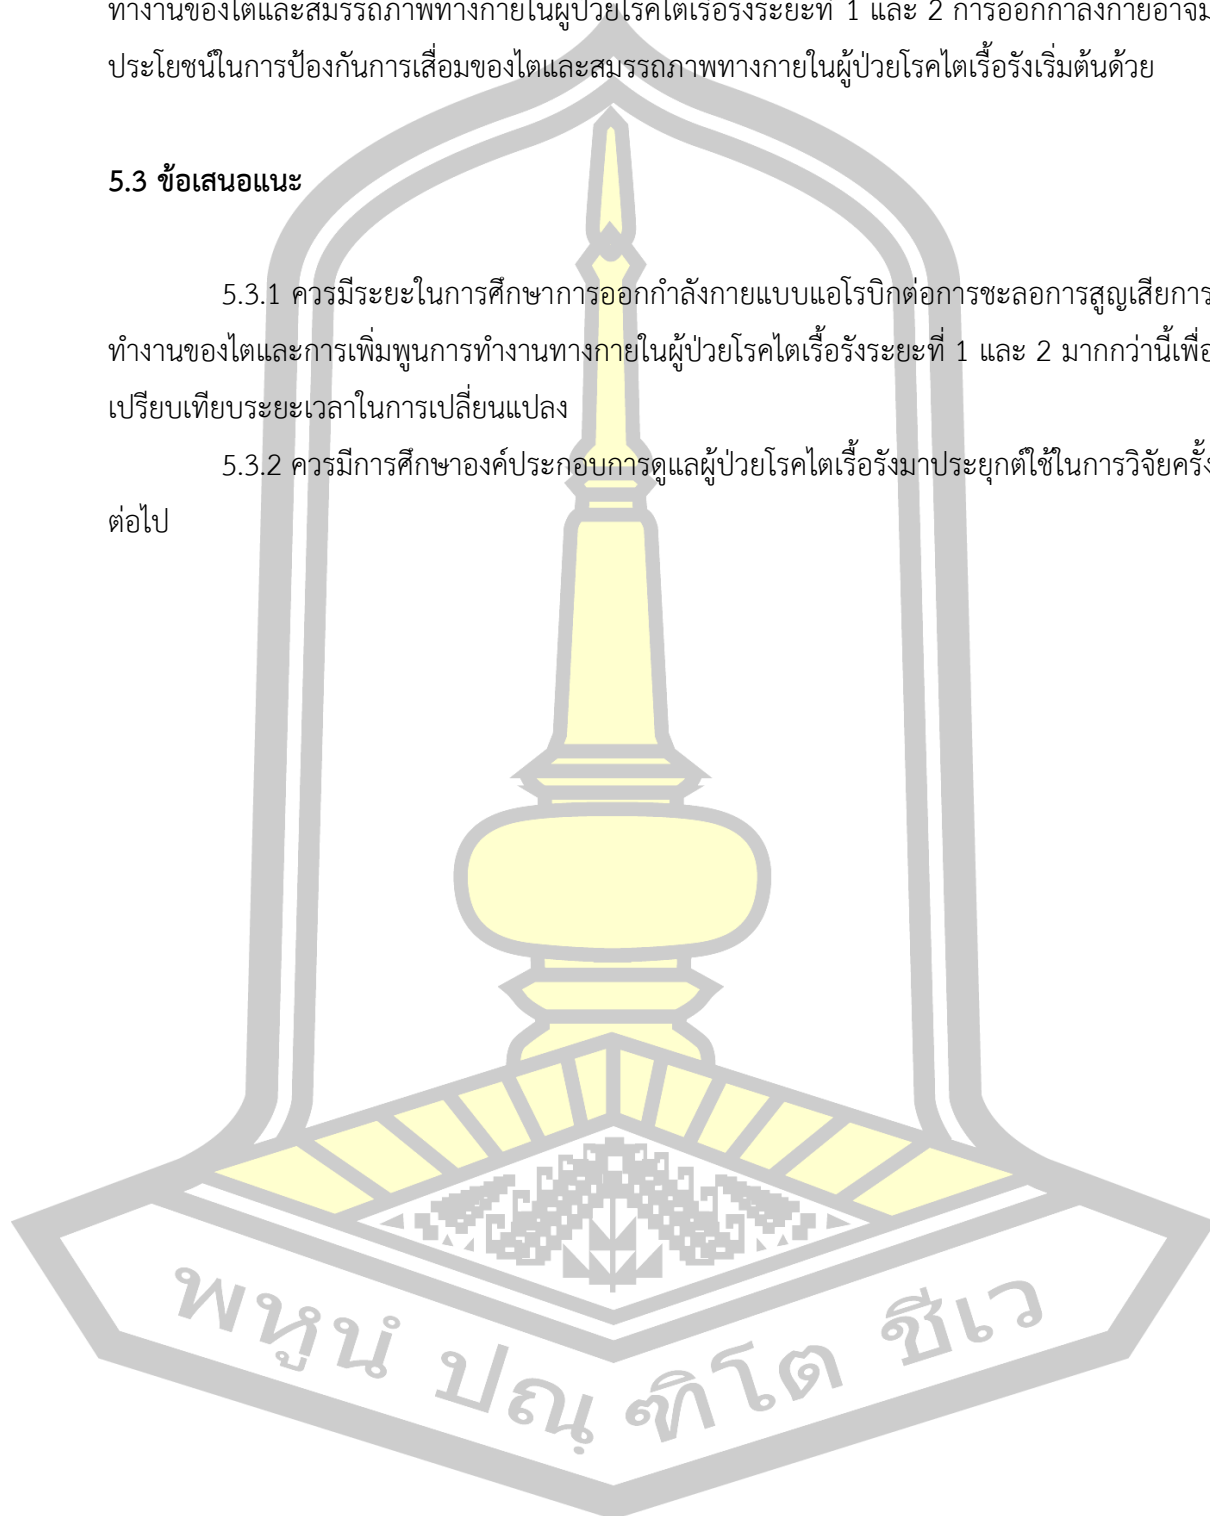 ทำงานของไตและสมรรถภาพทางกายในผู้ป่วยโรคไตเรื้อรังระยะที่ 1 และ 2 การออกกำลังกายอาจมี
ประโยชน์ในการป้องกันการเสื่อมของไตและสมรรถภาพทางกายในผู้ป่วยโรคไตเรื้อรังเริ่มต้นด้วย
5.3 ข้อเสนอแนะ
5.3.1 ควรมีระยะในการศึกษาการออกกำลังกายแบบแอโรบิกต่อการชะลอการสูญเสียการ
ทำงานของไตและการเพิ่มพูนการทำงานทางกายในผู้ป่วยโรคไตเรื้อรังระยะที่ 1 และ 2 มากกว่านี้เพื่อ
เปรียบเทียบระยะเวลาในการเปลี่ยนแปลง
5.3.2 ควรมีการศึกษาองค์ประกอบการดูแลผู้ป่วยโรคไตเรื้อรังมาประยุกต์ใช้ในการวิจัยครั้ง
ต่อไป
พหูนํ ปณฺ ฑิโต ชีเว